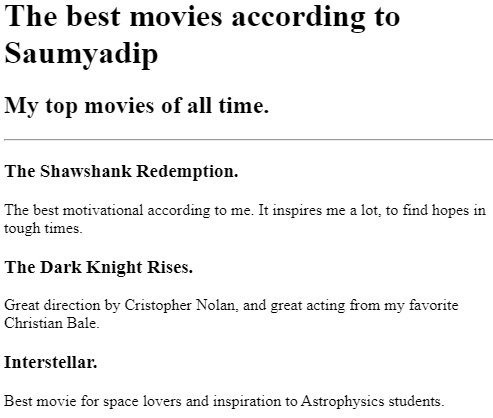 The best movies according to
Saumyadip
My top movies of all time.
The Shawshank Redemption.
The best motivational according to me. It inspires me a lot, to find hopes in
tough times.
The Dark Knight Rises.
Great direction by Cristopher Nolan, and great acting from my favorite
Christian Bale.
Interstellar.
Best movie for space lovers and inspiration to Astrophysics students.